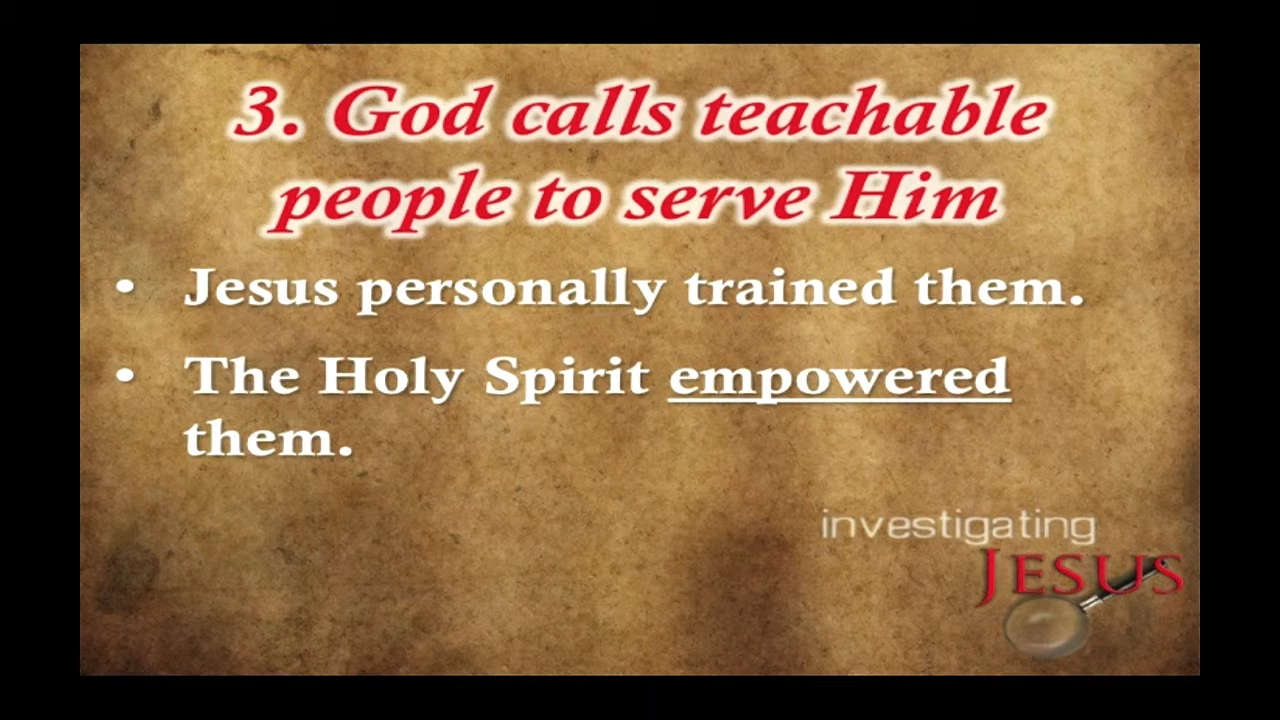 3. God calls teachable
people to serve Him
• Jesus personally trained them.
• The Holy Spirit empowered
them.
investigating
JESUS